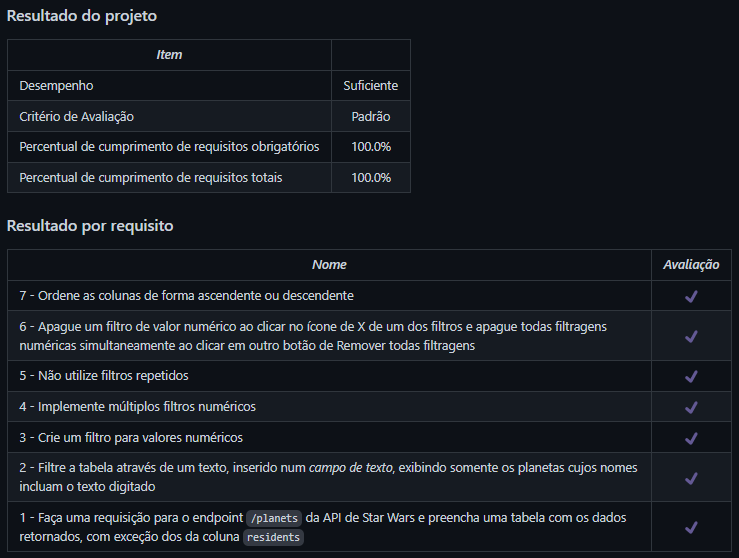 Resultado do projeto
Item
Desempenho Suficiente
Critério de Avaliação Padrão
Percentual de cumprimento de requisitos obrigatórios 100.0%
Percentual de cumprimento de requisitos totais 100.0%
Resultado por requisito
Nome Avaliação
7 - Ordene as colunas de forma ascendente ou descendente
6 - Apague um filtro de valor numérico ao clicar no ícone de X de um dos filtros e apague todas filtragens
numéricas simultaneamente ao clicar em outro botão de Remover todas filtragens
5 - Não utilize filtros repetidos
4 - Implemente múltiplos filtros numéricos
3 - Crie um filtro para valores numéricos
2 - Filtre a tabela através de um texto, inserido num campo de texto, exibindo somente os planetas cujos nomes
incluam o texto digitado
1 - Faça uma requisição para o endpoint /planets da API de Star Wars e preencha uma tabela com os dados
retornados, com exceção dos da coluna residents